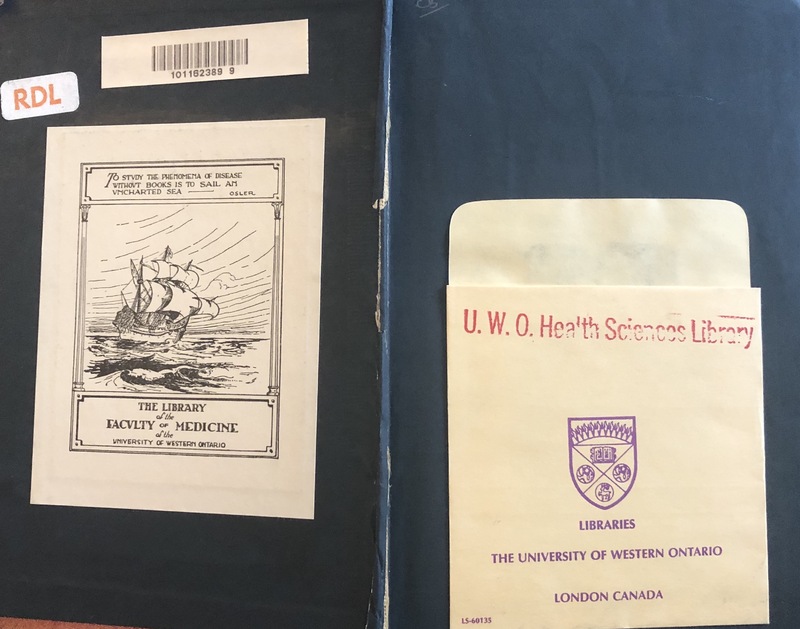 101182389 9
RDL
To STVDY THE PHENOMENA OF DISEASE
WITHOVT BOOKS IS TO SAIL AN
VNCHARTED SEA —— OSLER
THE LIBRARY
of the
FACULTY OF MEDICINE
of the
UNIVERSITY OF WESTERN ONTARIO
CB
U. W. O. Health Sciences Library
LIBRARIES
THE UNIVERSITY OF WESTERN ONTARIO
LONDON CANADA
LS-60135